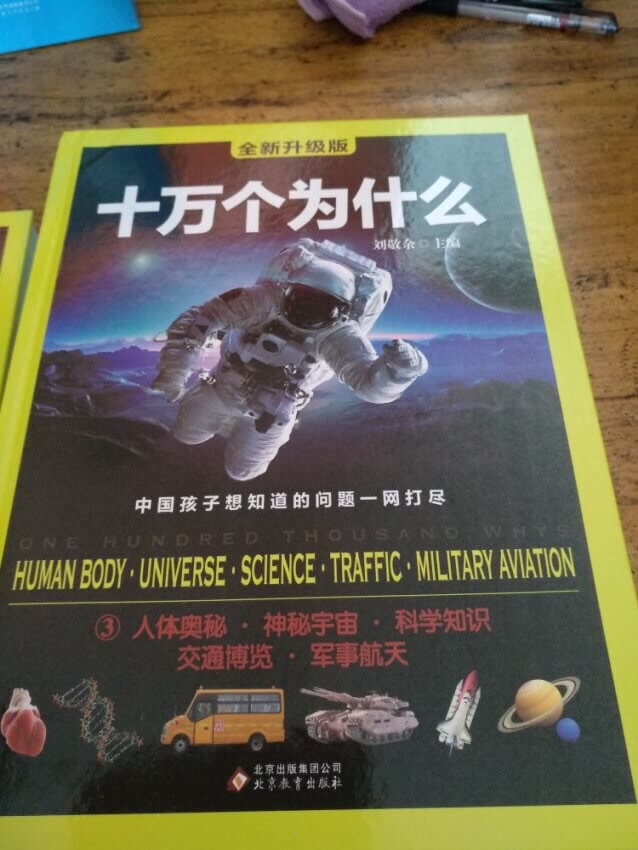 全新升级版
十万个为什么
刘敬余 主编
中国孩子想知道的问题一网打尽
ONE HUNDRED THOUSAND WHYS
HUMAN BODY · UNIVERSE · SCIENCE · TRAFFIC · MILITARY AVIATION
③ 人体奥秘 · 神秘宇宙 · 科学知识
交通博览 · 军事航天
北京出版集团公司
北京教育出版社